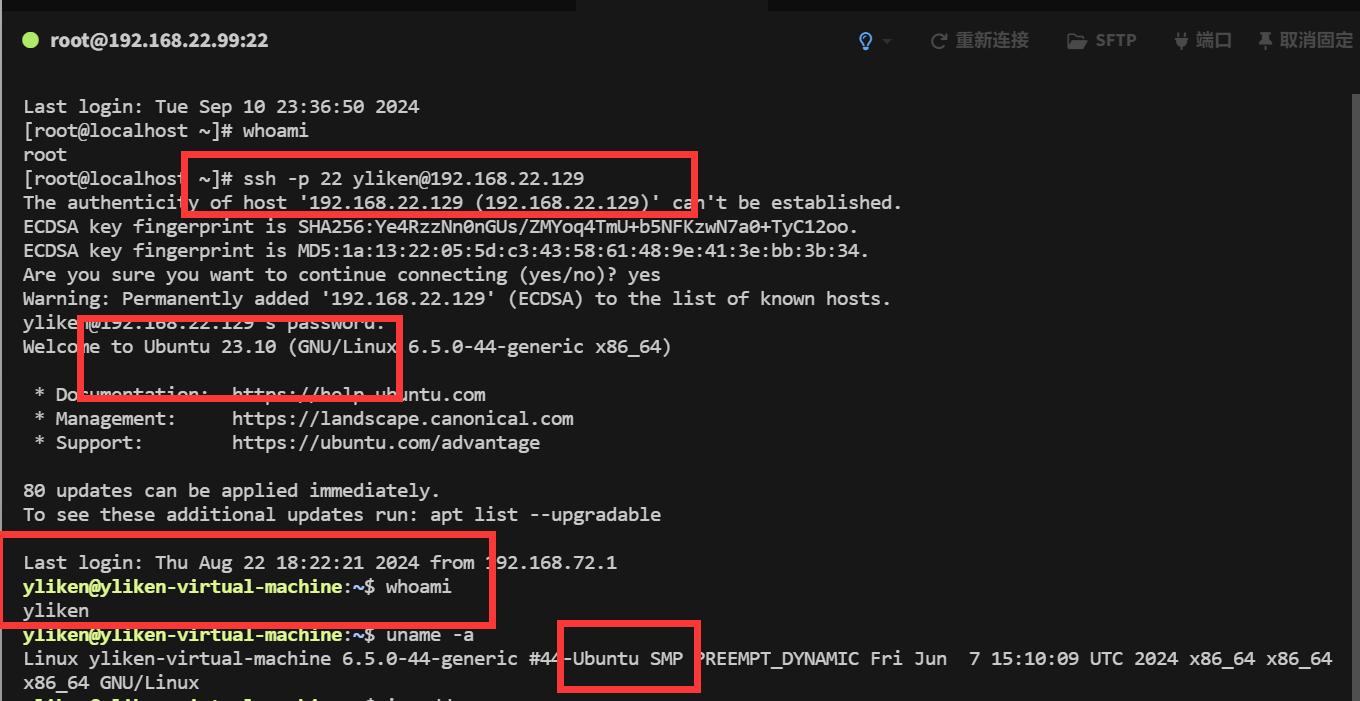 root@192.168.22.99:22 重新连接 SFTP 端口 取消固定
Last login: Tue Sep 10 23:36:50 2024
[root@localhost ~]# whoami
root
[root@localhost ~]# ssh -p 22 yliken@192.168.22.129
The authenticity of host '192.168.22.129 (192.168.22.129)' can't be established.
ECDSA key fingerprint is SHA256:Ye4RzzNn0nGUs/ZMYoq4TmU+b5NFKzwN7a0+TyC12oo.
ECDSA key fingerprint is MD5:1a:13:22:05:5d:c3:43:58:61:48:9e:41:3e:bb:3b:34.
Are you sure you want to continue connecting (yes/no)? yes
Warning: Permanently added '192.168.22.129' (ECDSA) to the list of known hosts.
yliken@192.168.22.129's password:
Welcome to Ubuntu 23.10 (GNU/Linux 6.5.0-44-generic x86_64)
* Documentation: https://help.ubuntu.com
* Management: https://landscape.canonical.com
* Support: https://ubuntu.com/advantage
80 updates can be applied immediately.
To see these additional updates run: apt list --upgradable
Last login: Thu Aug 22 18:22:21 2024 from 192.168.72.1
yliken@yliken-virtual-machine:~$ whoami
yliken
yliken@yliken-virtual-machine:~$ uname -a
Linux yliken-virtual-machine 6.5.0-44-generic #44-Ubuntu SMP PREEMPT_DYNAMIC Fri Jun  7 15:10:09 UTC 2024 x86_64 x86_64
x86_64 GNU/Linux